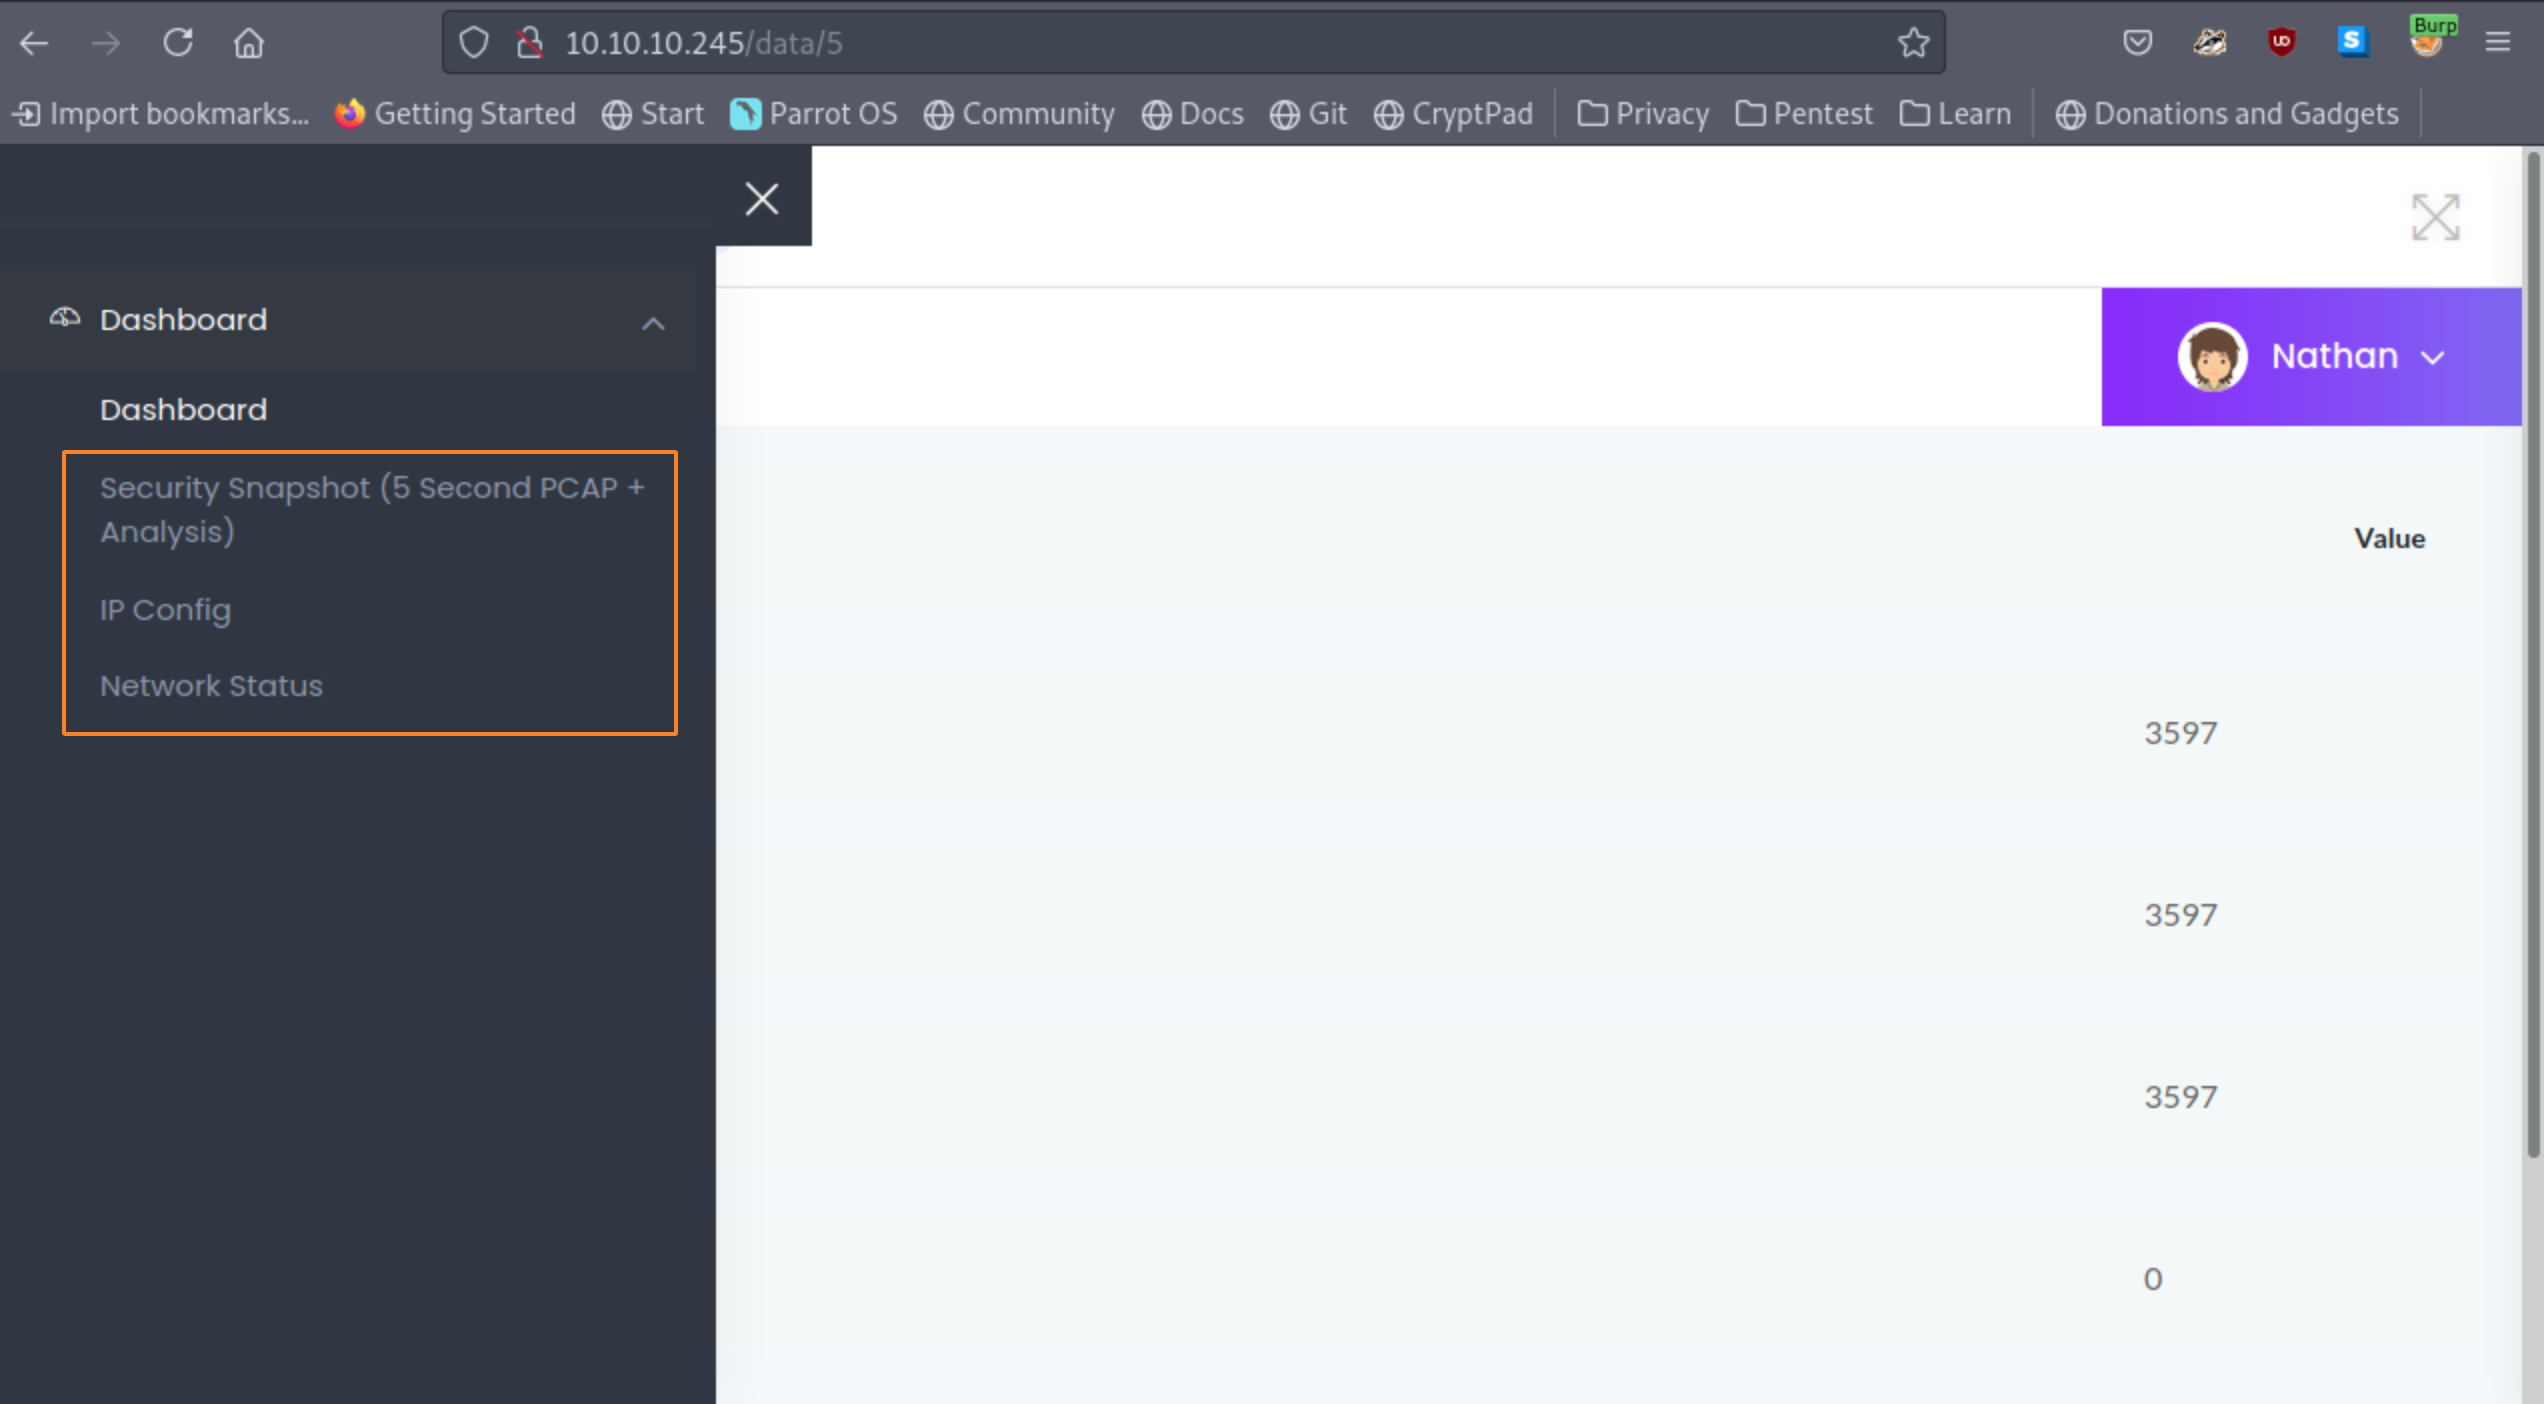 Burp
10.10.10.245/data/5
Import bookmarks... Getting Started Start Parrot OS Community Docs Git CryptPad Privacy Pentest Learn Donations and Gadgets
Dashboard
Nathan
Dashboard
Security Snapshot (5 Second PCAP +
Analysis)
Value
IP Config
Network Status
3597
3597
3597
0